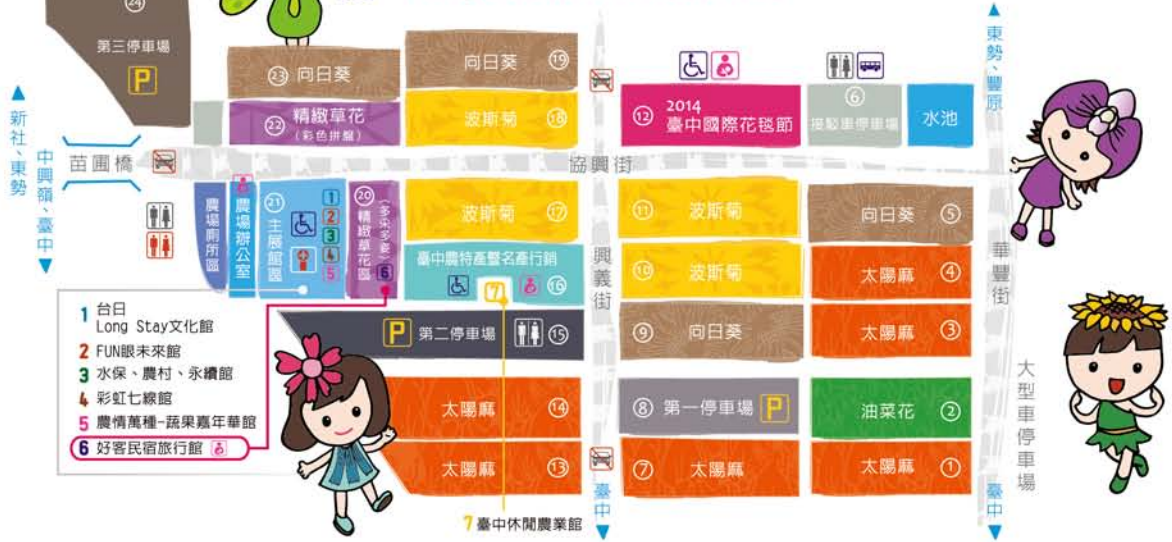 24
第三停車場
P
23 向日葵
向日葵 19
22 精緻草花
(彩色拼盤)
波斯菊 18
12 2014
臺中國際花毯節
6
接駁車停車場
水池
▲東勢、豐原
▲新社、東勢
中興嶺、臺中▼
苗圃橋
協興街
農場廁所區
農場辦公室
21 主展館區
1
2
3
4
5
20 精緻草花區
(多朵多豪)
6
波斯菊 17
臺中農特產暨名產行銷
7 16
興義街
11 波斯菊
向日葵 5
10 波斯菊
太陽麻 4
9 向日葵
太陽麻 3
華豐街
P 第二停車場 15
太陽麻 14
太陽麻 13
8 第一停車場 P
油菜花 2
7 太陽麻
太陽麻 1
大型車停車場
臺中▼
臺中▼
1 台日
Long Stay文化館
2 FUN眼未來館
3 水保、農村、永續館
4 彩虹七線館
5 農情萬種-蔬果嘉年華館
6 好客民宿旅行館
7 臺中休閒農業館